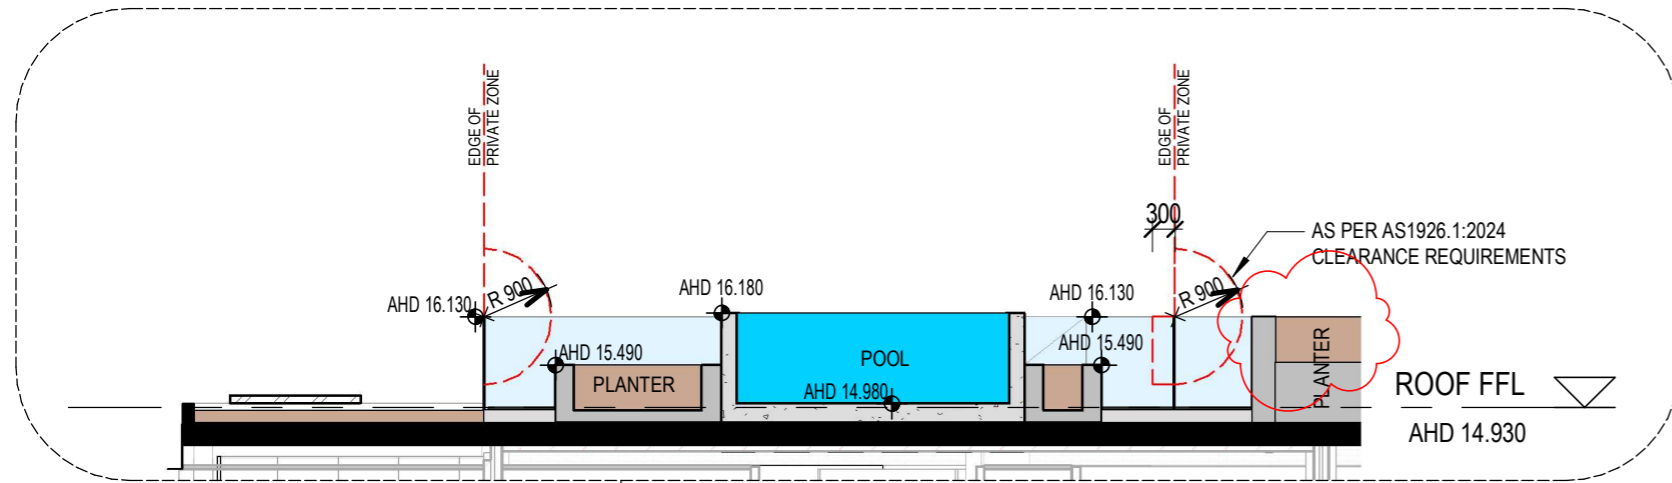 EDGE OF
PRIVATE ZONE
EDGE OF
PRIVATE ZONE
300
AS PER AS1926.1:2024
CLEARANCE REQUIREMENTS
R 900
R 900
AHD 16.130
AHD 16.180
AHD 16.130
AHD 15.490
AHD 15.490
POOL
PLANTER
AHD 14.980
PLANTER
ROOF FFL
AHD 14.930